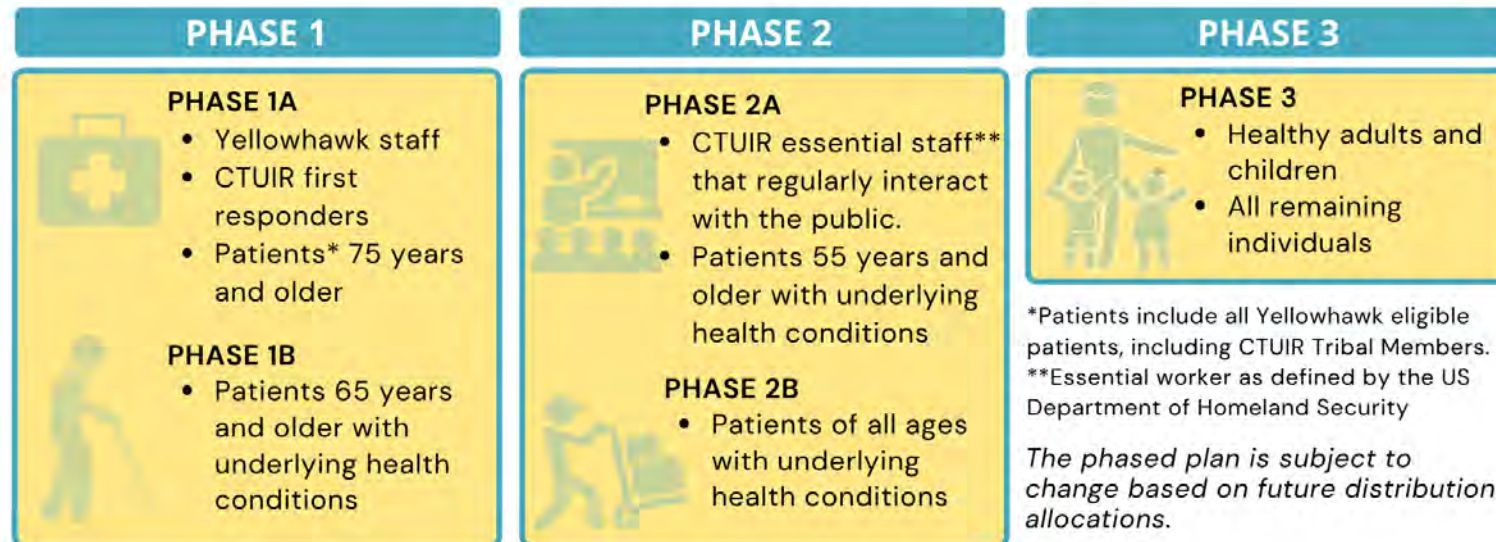 PHASE 1
PHASE 1A
• Yellowhawk staff
• CTUIR first
responders
• Patients* 75 years
and older
PHASE 1B
• Patients 65 years
and older with
underlying health
conditions
PHASE 2
PHASE 2A
• CTUIR essential staff**
that regularly interact
with the public.
• Patients 55 years and
older with underlying
health conditions
PHASE 2B
• Patients of all ages
with underlying
health conditions
PHASE 3
PHASE 3
• Healthy adults and
children
• All remaining
individuals
*Patients include all Yellowhawk eligible
patients, including CTUIR Tribal Members.
**Essential worker as defined by the US
Department of Homeland Security
The phased plan is subject to
change based on future distribution
allocations.